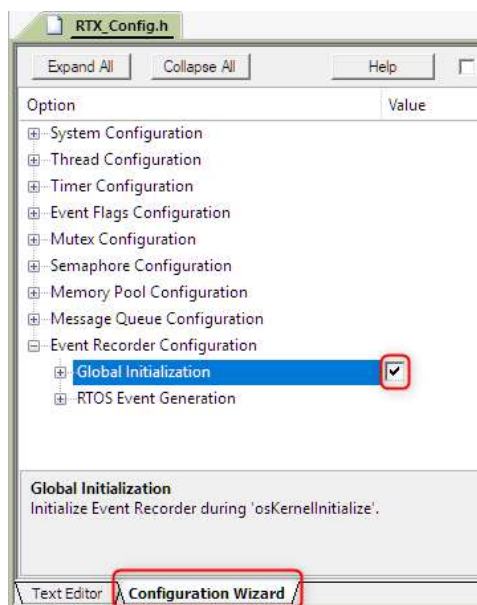 RTX_Config.h
Expand All Collapse All Help
Option Value
System Configuration
Thread Configuration
Timer Configuration
Event Flags Configuration
Mutex Configuration
Semaphore Configuration
Memory Pool Configuration
Message Queue Configuration
Event Recorder Configuration
Global Initialization
RTOS Event Generation
Global Initialization
Initialize Event Recorder during 'osKernelInitialize'.
Text Editor Configuration Wizard